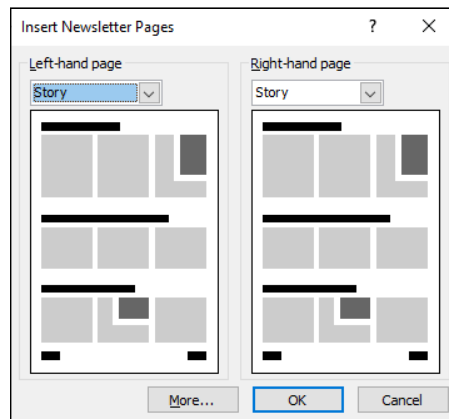 Insert Newsletter Pages
Left-hand page
Right-hand page
Story
Story
More...
OK
Cancel